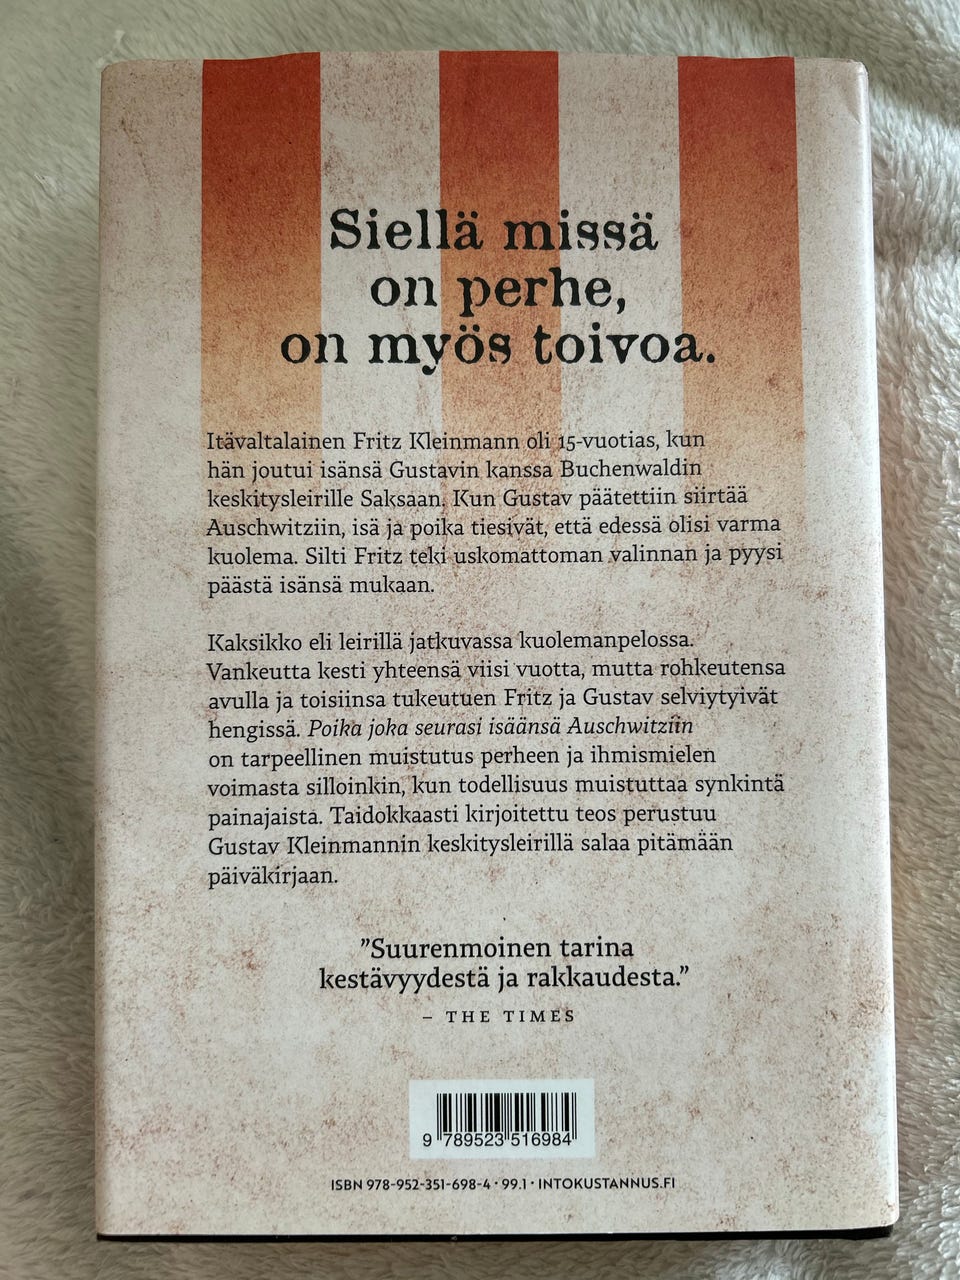 Siellä missä
on perhe,
on myös toivoa.
Itävaltalainen Fritz Kleinmann oli 15-vuotias, kun
hän joutui isänsä Gustavin kanssa Buchenwaldin
keskitysleirille Saksaan. Kun Gustav päätettiin siirtää
Auschwitziin, isä ja poika tiesivät, että edessä olisi varma
kuolema. Silti Fritz teki uskomattoman valinnan ja pyysi
päästä isänsä mukaan.
Kaksikko eli leirillä jatkuvassa kuolemanpelossa.
Vankeutta kesti yhteensä viisi vuotta, mutta rohkeutensa
avulla ja toisiinsa tukeutuen Fritz ja Gustav selviytyivät
hengissä. Poika joka seurasi isäänsä Auschwitziin
on tarpeellinen muistutus perheen ja ihmismielen
voimasta silloinkin, kun todellisuus muistuttaa synkintä
painajaista. Taidokkaasti kirjoitettu teos perustuu
Gustav Kleinmannin keskitysleirillä salaa pitämään
päiväkirjaan.
”Suurenmoinen tarina
kestävyydestä ja rakkaudesta.”
– THE TIMES
9 789523 516984
ISBN 978-952-351-698-4 · 99.1 · INTOKUSTANNUS.FI